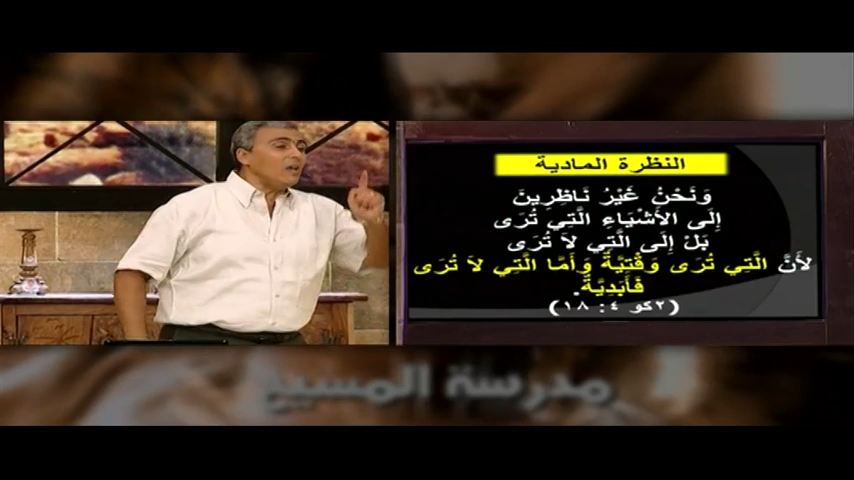 النظرة المادية
وَنَحْنُ غَيْرُ نَاظِرِينَ
إِلَى الأَشْيَاءِ الَّتِي تُرَى
بَلْ إِلَى الَّتِي لاَ تُرَى
لأَنَّ الَّتِي تُرَى وَقْتِيَّةٌ وَأَمَّا الَّتِي لاَ تُرَى
فَأَبَدِيَّةٌ.
(٢كو ٤: ١٨)
مدرسة المسيح